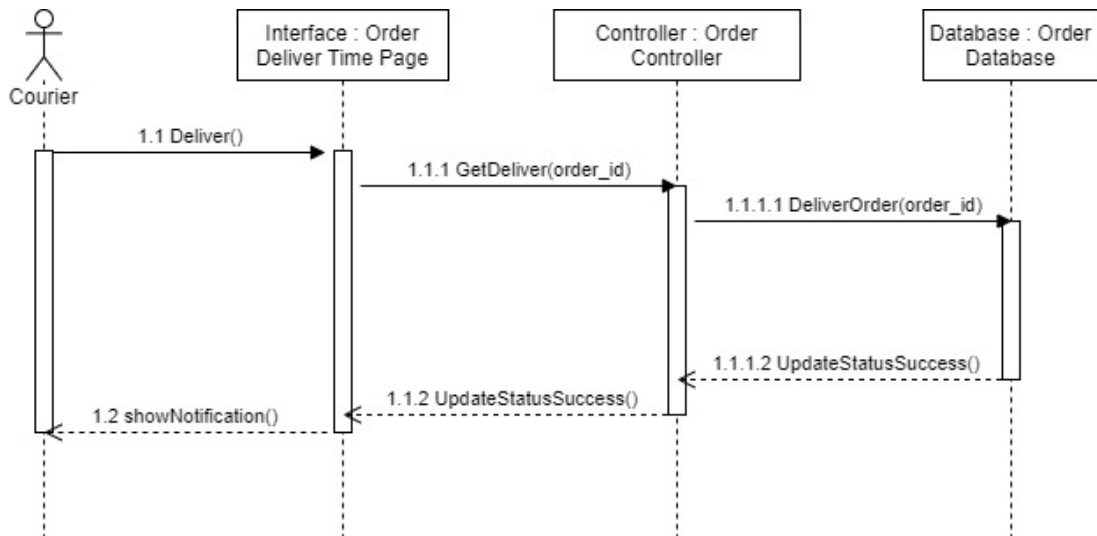 Interface : Order
Deliver Time Page
Controller : Order
Controller
Database : Order
Database
Courier
1.1 Deliver()
1.1.1 GetDeliver(order_id)
1.1.1.1 DeliverOrder(order_id)
1.1.1.2 UpdateStatusSuccess()
1.1.2 UpdateStatusSuccess()
1.2 showNotification()